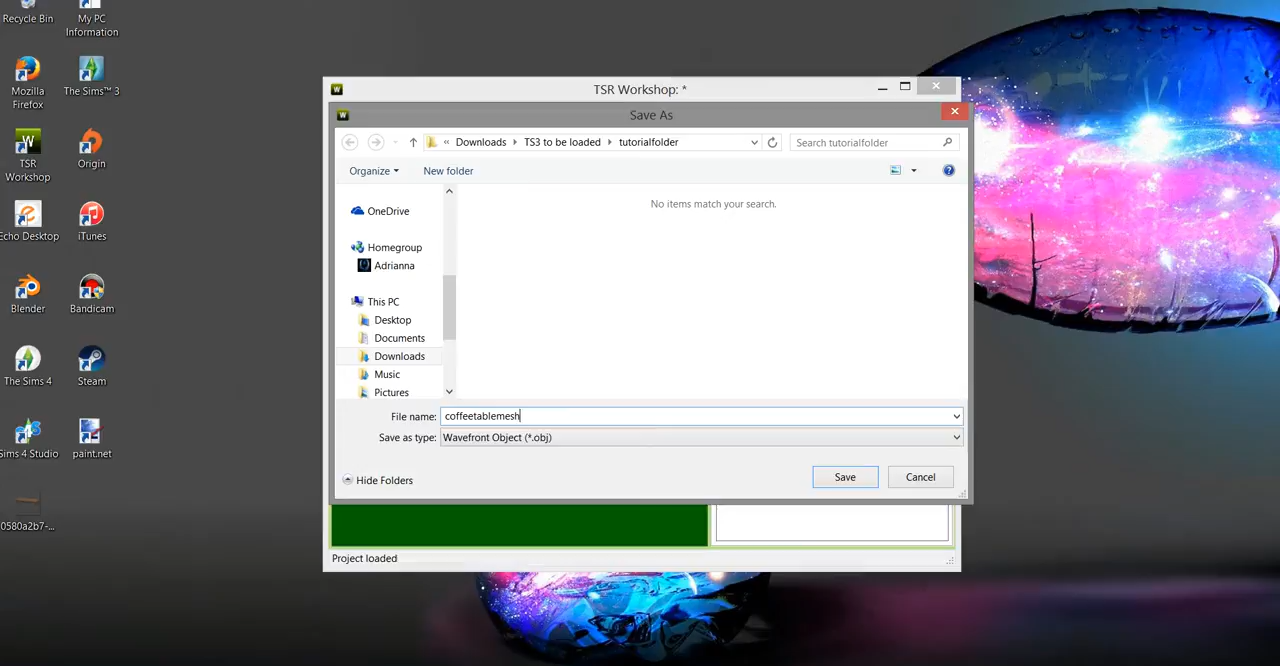 Recycle Bin
My PC
Information
Mozilla
Firefox
The Sims™ 3
TSR
Workshop
Origin
Echo Desktop
iTunes
Blender
Bandicam
The Sims 4
Steam
Sims 4 Studio
paint.net
0580a2b7-...
TSR Workshop: *
Save As
« Downloads TS3 to be loaded tutorialfolder
Search tutorialfolder
Organize
New folder
OneDrive
Homegroup
Adrianna
This PC
Desktop
Documents
Downloads
Music
Pictures
No items match your search.
File name: coffeetablemesh
Save as type: Wavefront Object (*.obj)
Hide Folders
Save
Cancel
Project loaded